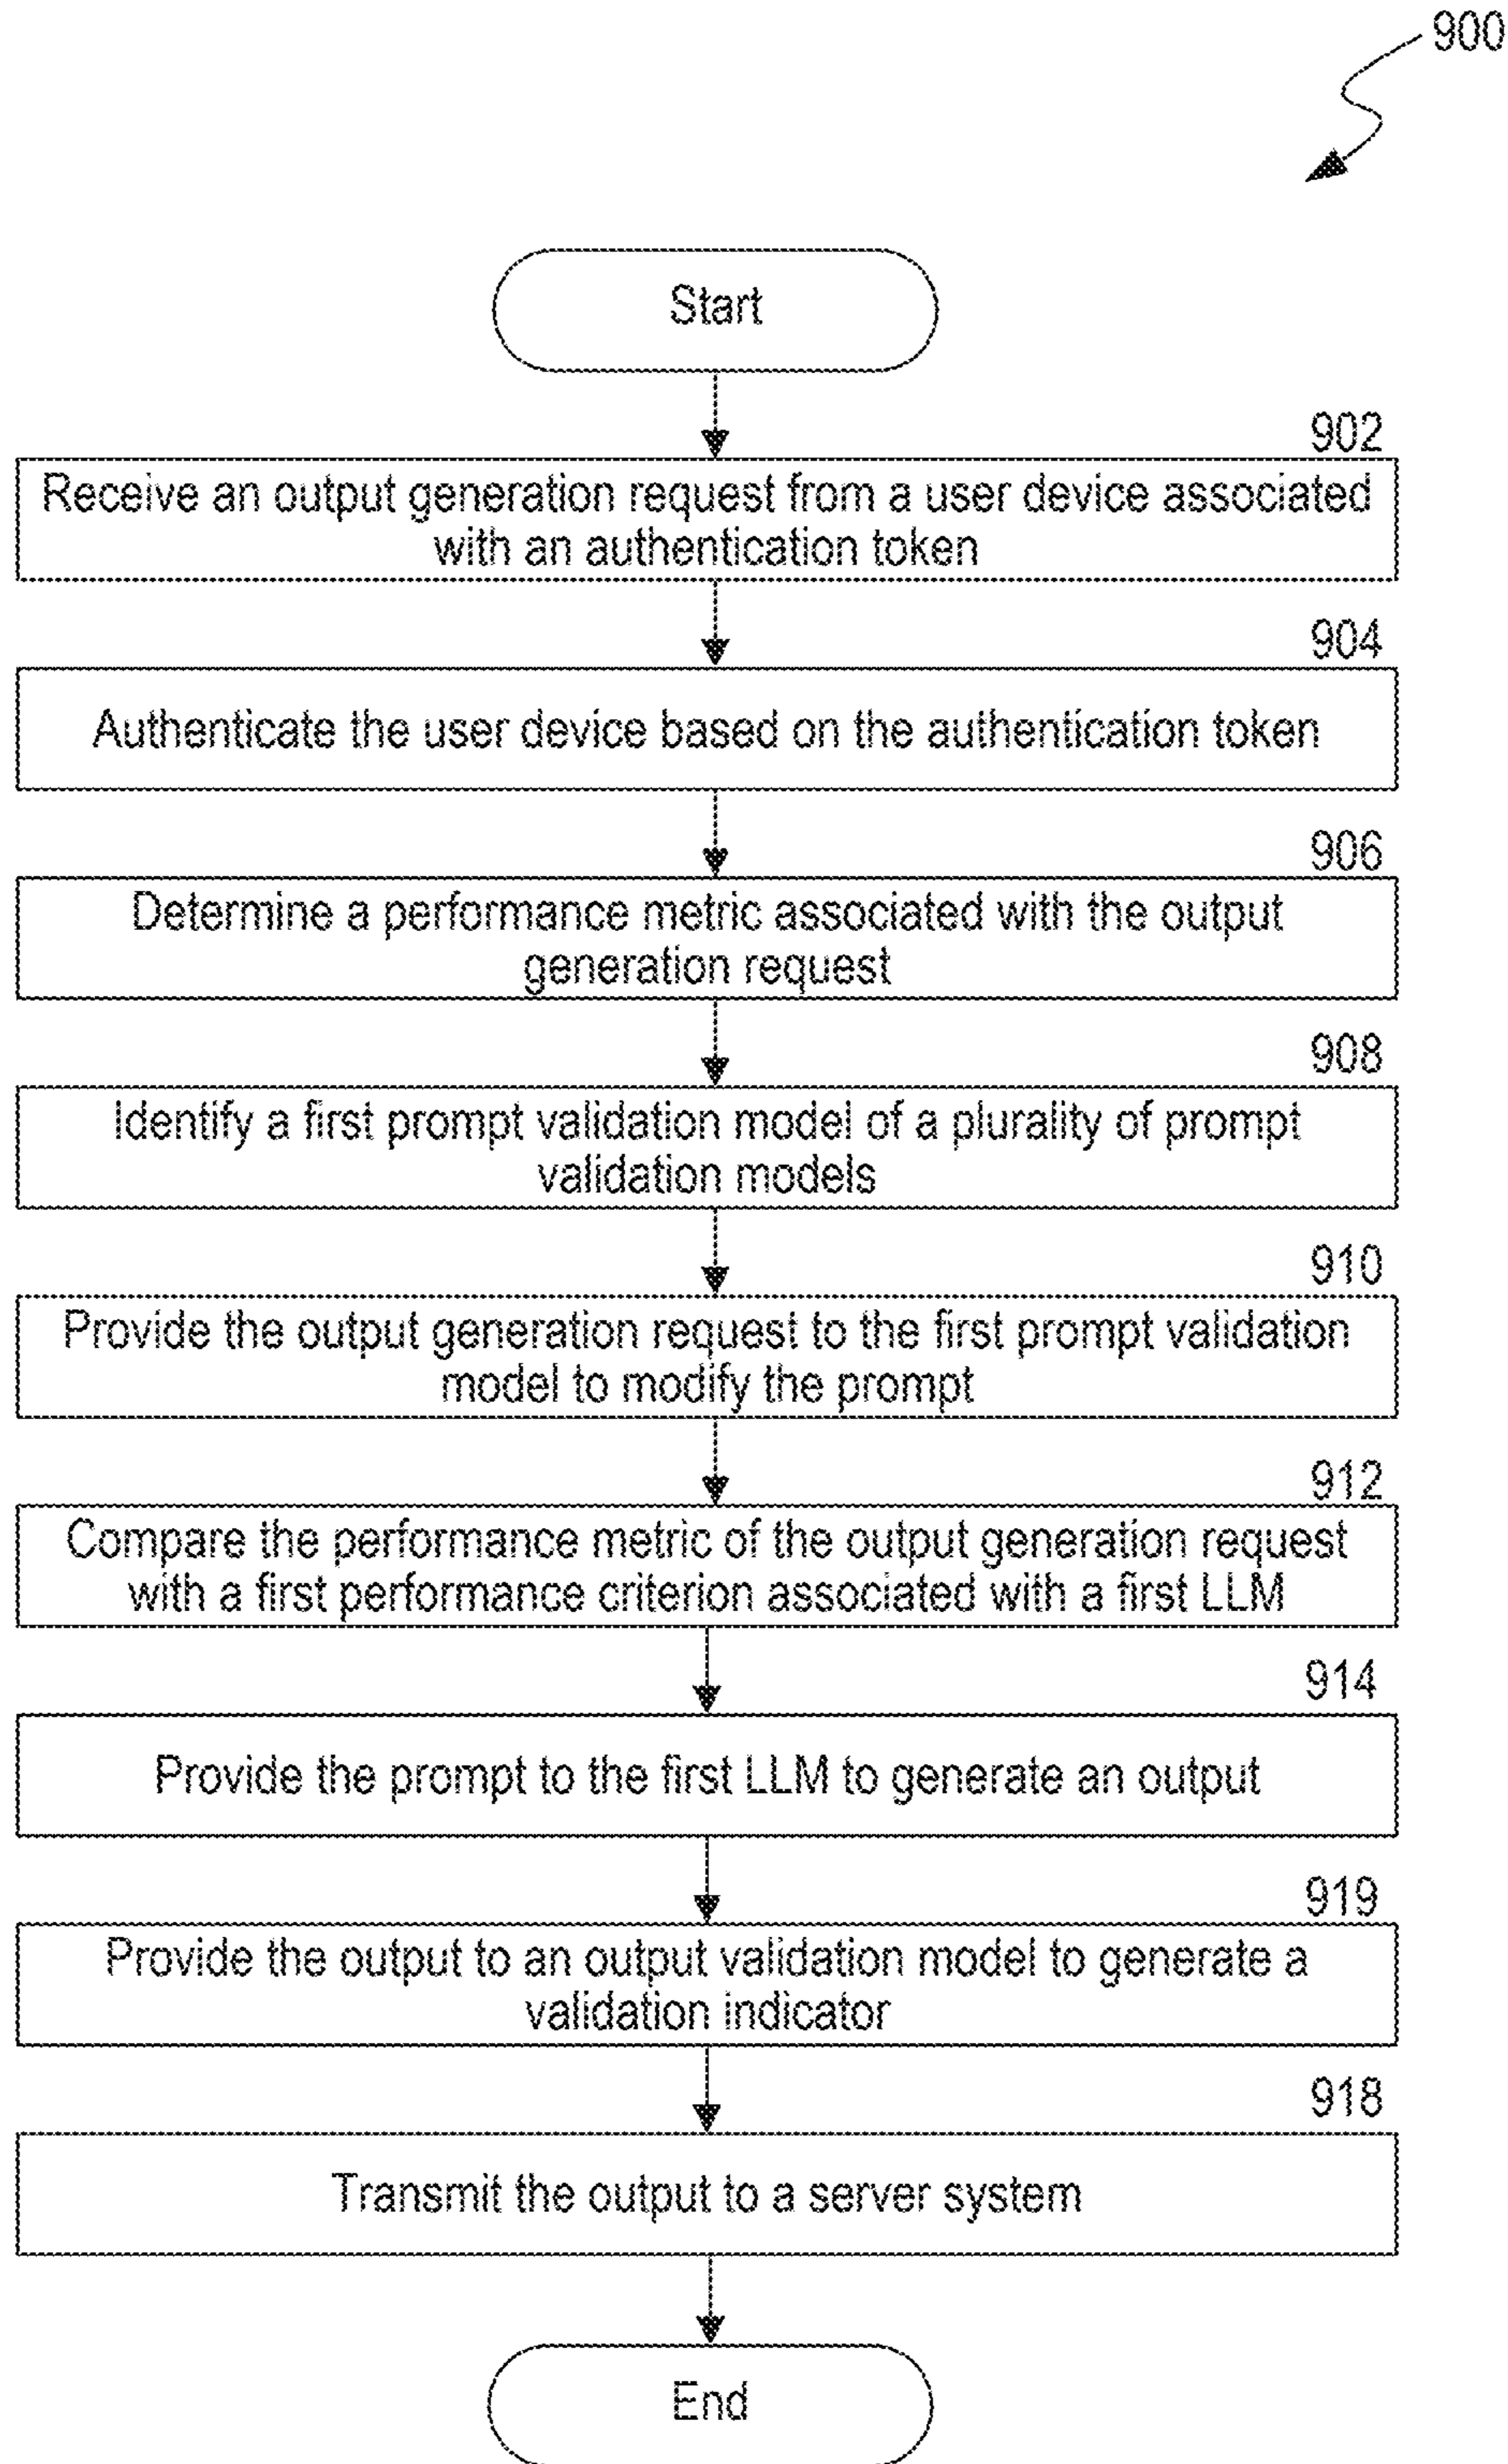 900
Start
902
Receive an output generation request from a user device associated
with an authentication token
904
Authenticate the user device based on the authentication token
906
Determine a performance metric associated with the output
generation request
908
Identify a first prompt validation model of a plurality of prompt
validation models
910
Provide the output generation request to the first prompt validation
model to modify the prompt
912
Compare the performance metric of the output generation request
with a first performance criterion associated with a first LLM
914
Provide the prompt to the first LLM to generate an output
919
Provide the output to an output validation model to generate a
validation indicator
918
Transmit the output to a server system
End